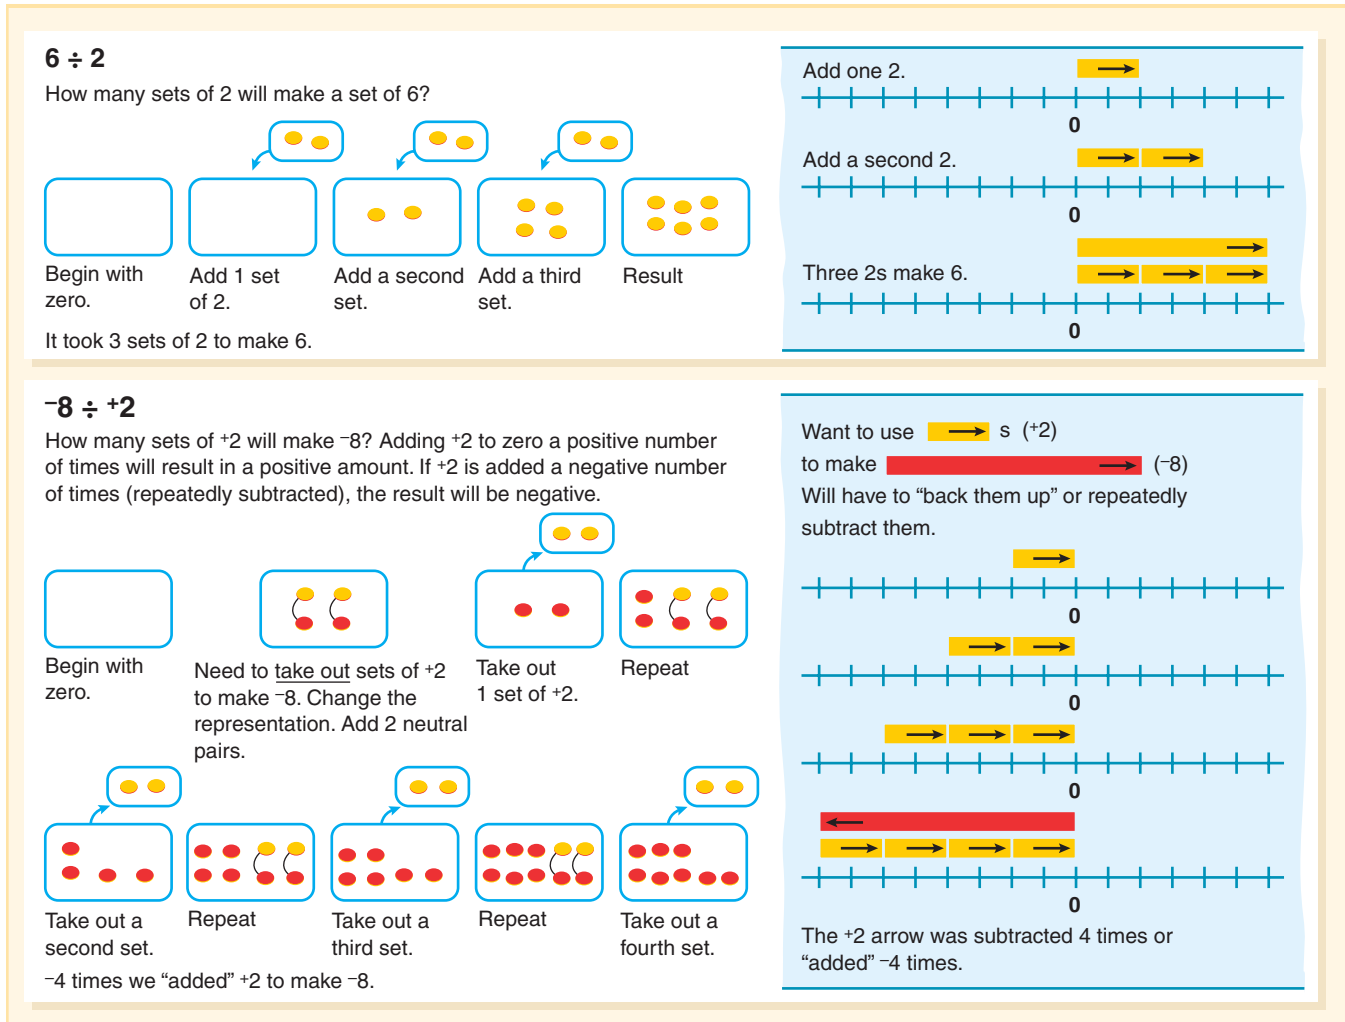 6 ÷ 2
How many sets of 2 will make a set of 6?
Begin with
zero.
Add 1 set
of 2.
Add a second
set.
Add a third
set.
Result
It took 3 sets of 2 to make 6.
Add one 2.
0
Add a second 2.
0
Three 2s make 6.
0
⁻8 ÷ ⁺2
How many sets of ⁺2 will make ⁻8? Adding ⁺2 to zero a positive number
of times will result in a positive amount. If ⁺2 is added a negative number
of times (repeatedly subtracted), the result will be negative.
Begin with
zero.
Need to take out sets of ⁺2
to make ⁻8. Change the
representation. Add 2 neutral
pairs.
Take out
1 set of ⁺2.
Repeat
Take out a
second set.
Repeat
Take out a
third set.
Repeat
Take out a
fourth set.
⁻4 times we “added” ⁺2 to make ⁻8.
Want to use s (⁺2)
to make (⁻8)
Will have to “back them up” or repeatedly
subtract them.
0
0
0
0
The ⁺2 arrow was subtracted 4 times or
“added” ⁻4 times.